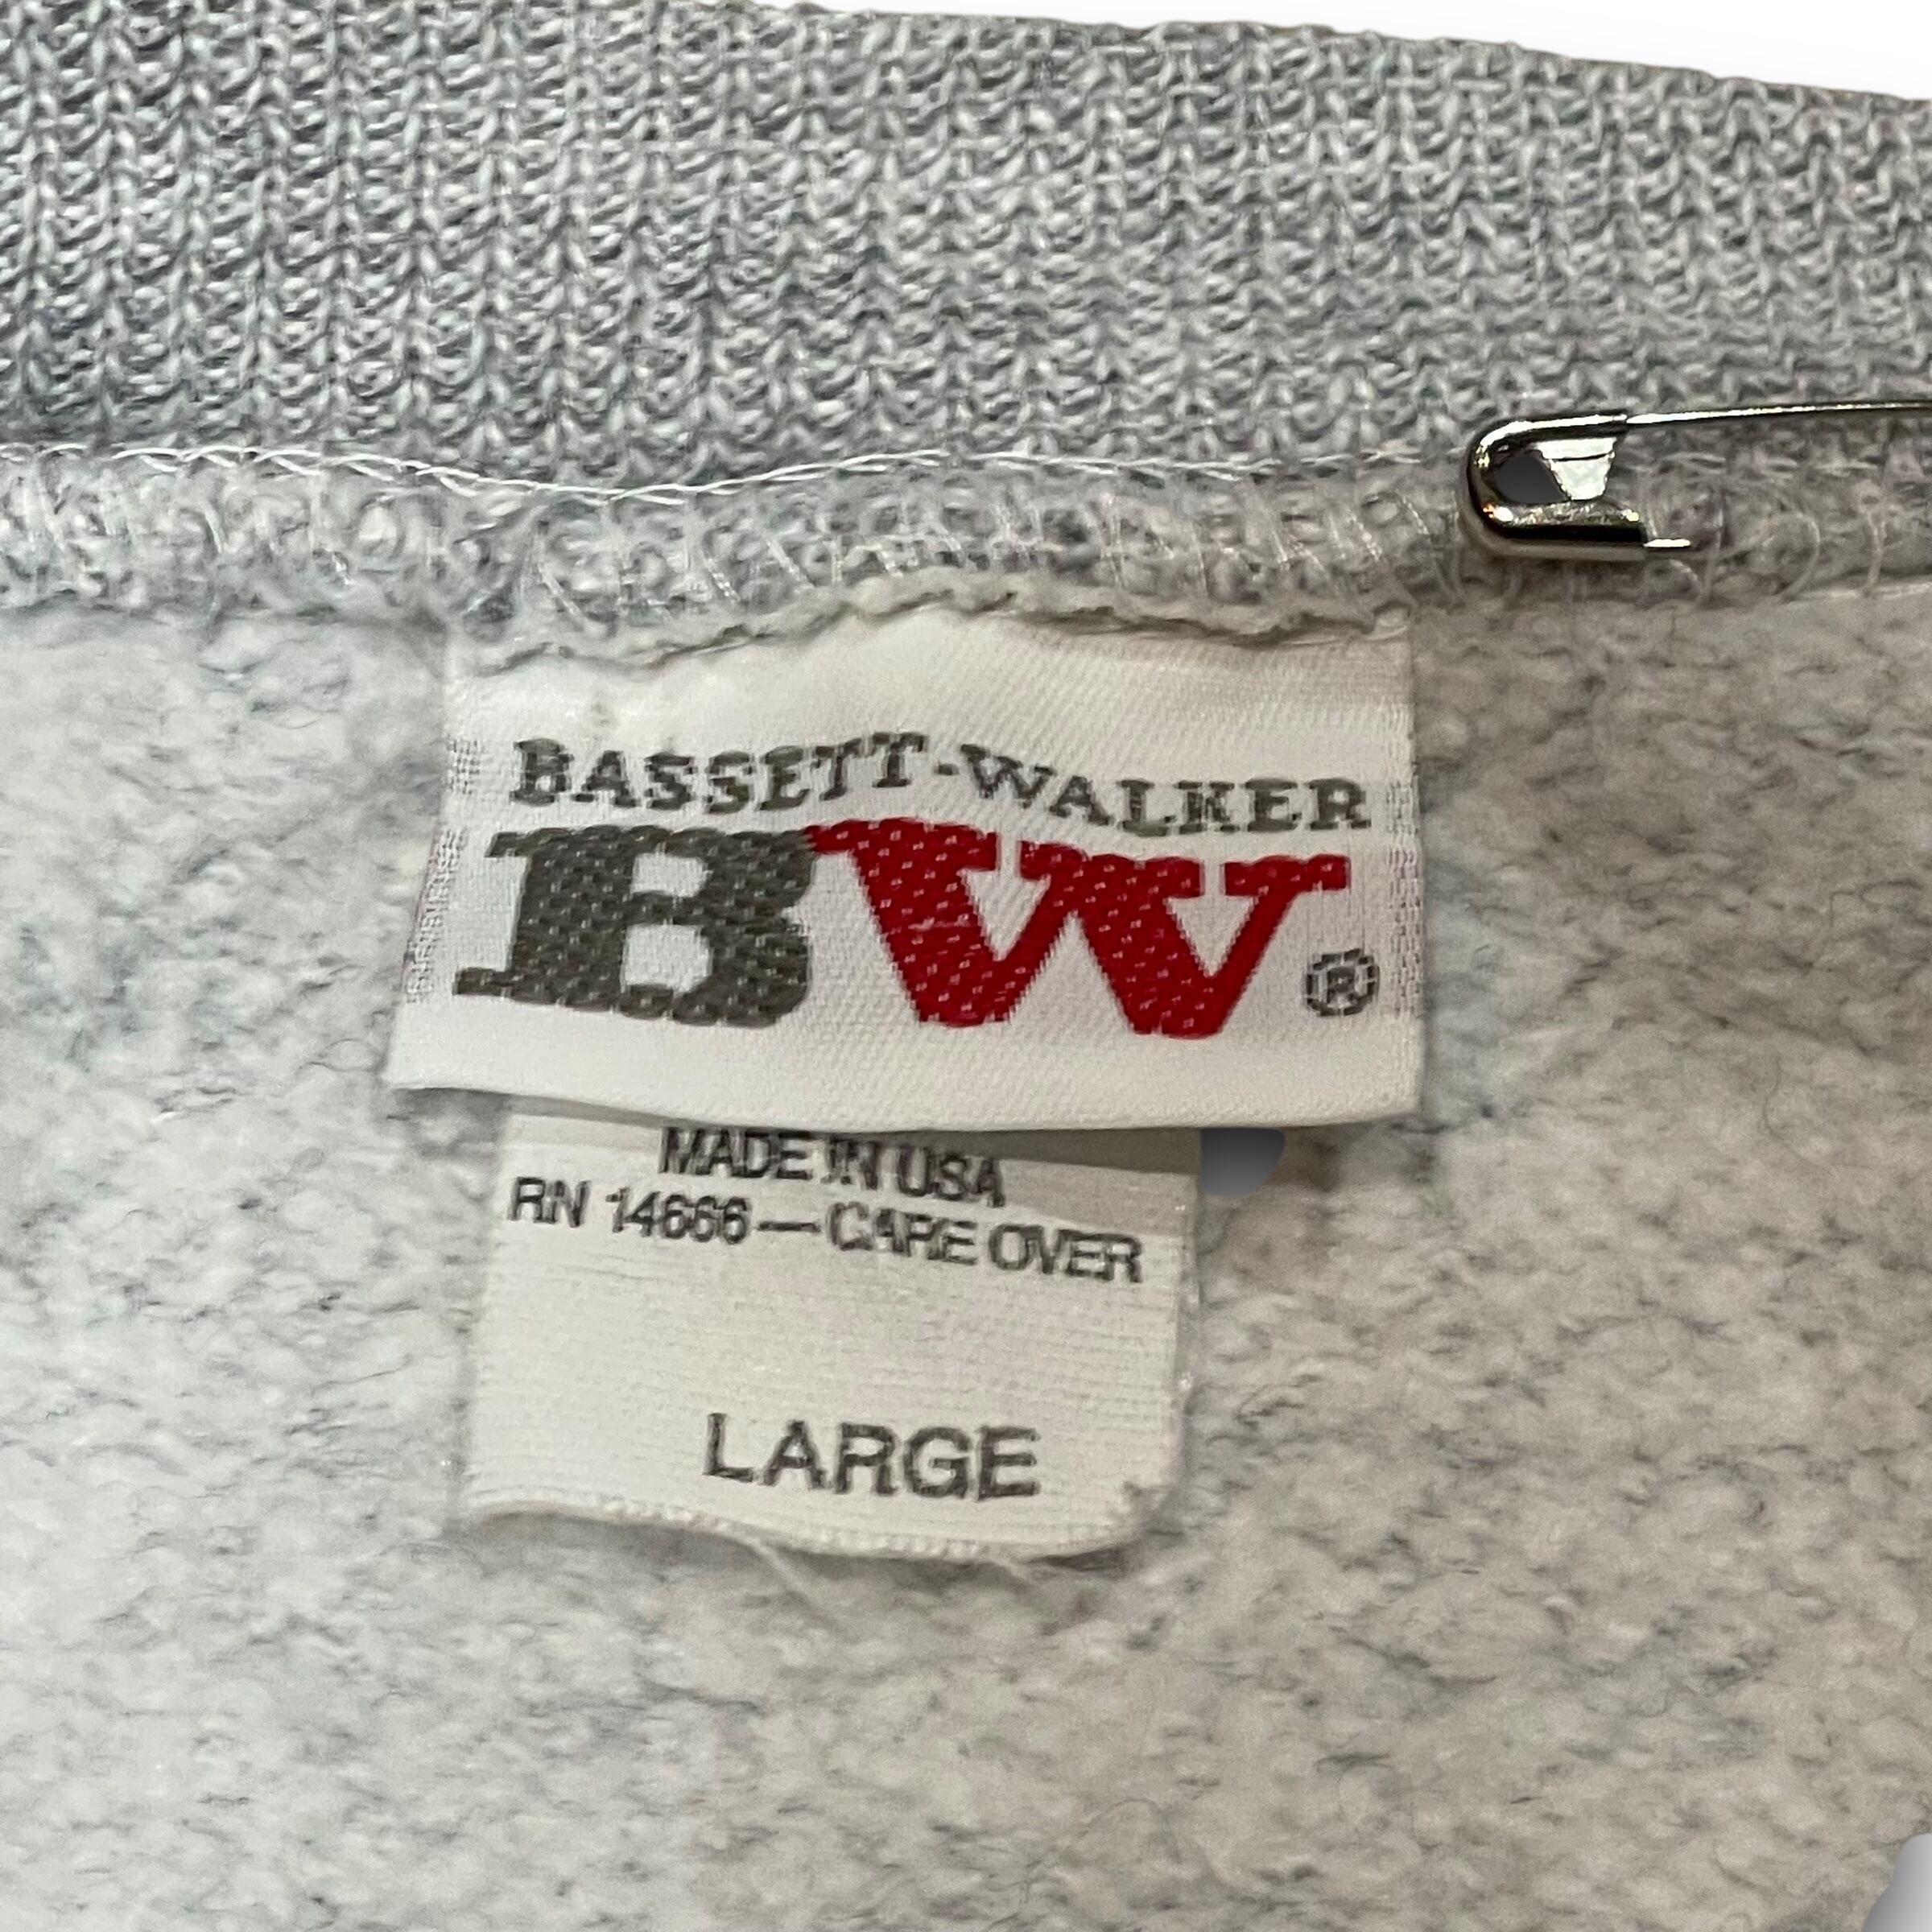 BASSETT-WALKER
BW ®
MADE IN USA
RN 14666 — CARE OVER
LARGE